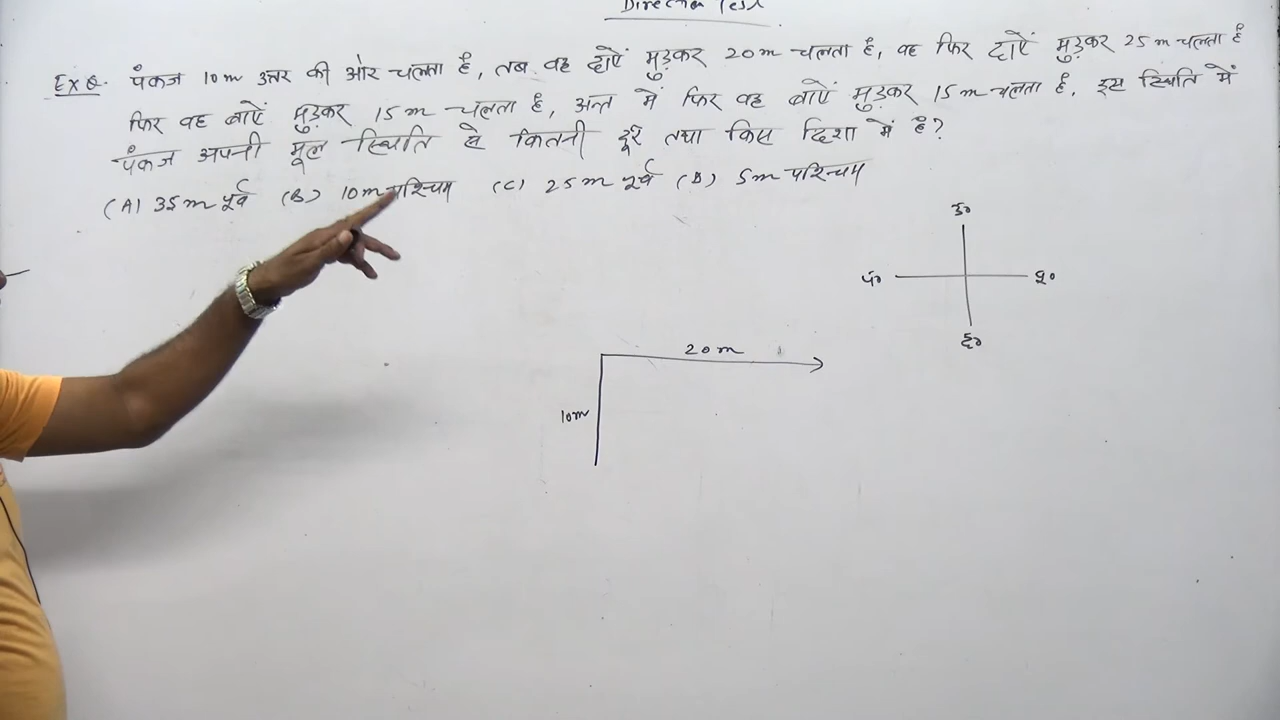 Direction Test
Ex 8. पंकज 10m उत्तर की ओर चलता है, तब वह दाऐं मुड़कर 20m चलता है, वह फिर दाऐं मुड़कर 25m चलता है
फिर वह बाऐं मुड़कर 15m चलता है, अन्त में फिर वह बाऐं मुड़कर 15m चलता है, इस स्थिति में
पंकज अपनी मूल स्थिति से कितनी दूर तथा किस दिशा में है?
(A) 35m पूर्व (B) 10m पश्चिम (C) 25m पूर्व (D) 5m पश्चिम
उ०
प० पू०
द०
20m
10m